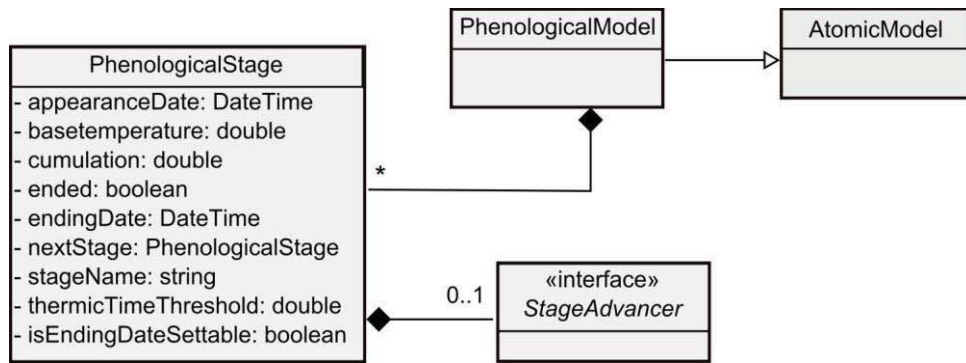 PhenologicalStage
- appearanceDate: DateTime
- basetemperature: double
- cumulation: double
- ended: boolean
- endingDate: DateTime
- nextStage: PhenologicalStage
- stageName: string
- thermicTimeThreshold: double
- isEndingDateSettable: boolean
PhenologicalModel
AtomicModel
*
0..1
«interface»
StageAdvancer